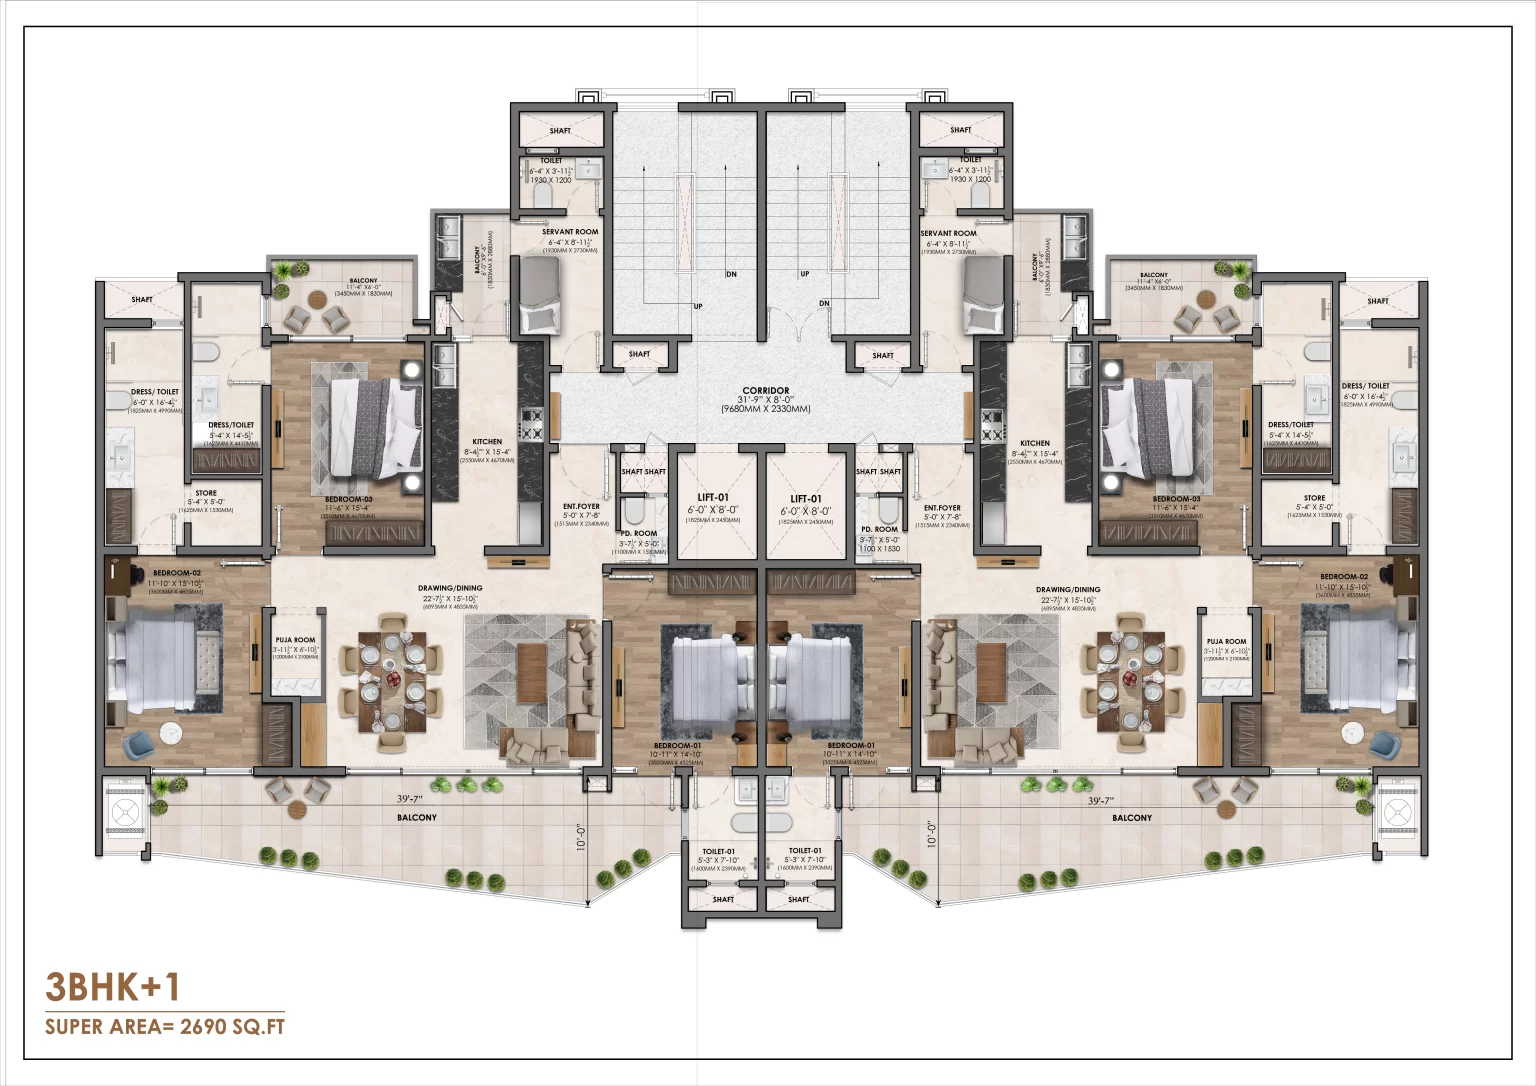 SHAFT
TOILET
6'-4" X 3'-11½"
1930 X 1200
SERVANT ROOM
6'-4" X 8'-11½"
(1930MM X 2730MM)
BALCONY
6'-0" X9'-6"
(1830MM X 2880MM)
BALCONY
11'-4" X6'-0"
(3450MM X 1830MM)
SHAFT
DRESS/ TOILET
6'-0" X 16'-4½"
(1825MM X 4990MM)
DRESS/TOILET
5'-4" X 14'-5½"
(1625MM X 4410MM)
STORE
5'-4" X 5'-0"
(1625MM X 1530MM)
BEDROOM-03
11'-6" X 15'-4"
(3510MM X 4670MM)
KITCHEN
8'-4½" X 15'-4"
(2550MM X 4670MM)
DN
UP
UP
DN
SHAFT
SHAFT
CORRIDOR
31'-9" X 8'-0"
(9680MM X 2330MM)
ENT.FOYER
5'-0" X 7'-8"
(1515MM X 2340MM)
SHAFT SHAFT
PD. ROOM
3'-7½" X 5'-0"
(1100MM X 1530MM)
LIFT-01
6'-0" X 8'-0"
(1825MM X 2450MM)
LIFT-01
6'-0" X 8'-0"
(1825MM X 2450MM)
SHAFT SHAFT
PD. ROOM
3'-7½" X 5'-0"
1100 X 1530
ENT.FOYER
5'-0" X 7'-8"
(1515MM X 2340MM)
SHAFT
TOILET
6'-4" X 3'-11½"
1930 X 1200
SERVANT ROOM
6'-4" X 8'-11½"
(1930MM X 2730MM)
BALCONY
6'-0" X9'-6"
(1830MM X 2880MM)
BALCONY
11'-4" X6'-0"
(3450MM X 1830MM)
SHAFT
KITCHEN
8'-4½" X 15'-4"
(2550MM X 4670MM)
BEDROOM-03
11'-6" X 15'-4"
(3510MM X 4670MM)
DRESS/TOILET
5'-4" X 14'-5½"
(1625MM X 4410MM)
DRESS/ TOILET
6'-0" X 16'-4½"
(1825MM X 4990MM)
STORE
5'-4" X 5'-0"
(1625MM X 1530MM)
BEDROOM-02
11'-10" X 15'-10½"
(3600MM X 4835MM)
PUJA ROOM
3'-11½" X 6'-10½"
(1200MM X 2100MM)
DRAWING/DINING
22'-7½" X 15'-10½"
(6895MM X 4835MM)
BEDROOM-01
10'-11" X 14'-10"
(3325MM X 4525MM)
BEDROOM-01
10'-11" X 14'-10"
(3325MM X 4525MM)
DRAWING/DINING
22'-7½" X 15'-10½"
(6895MM X 4835MM)
PUJA ROOM
3'-11½" X 6'-10½"
(1200MM X 2100MM)
BEDROOM-02
11'-10" X 15'-10½"
(3600MM X 4835MM)
39'-7"
BALCONY
10'-0"
TOILET-01
5'-3" X 7'-10"
(1600MM X 2390MM)
SHAFT
TOILET-01
5'-3" X 7'-10"
(1600MM X 2390MM)
SHAFT
10'-0"
39'-7"
BALCONY
3BHK+1
SUPER AREA= 2690 SQ.FT